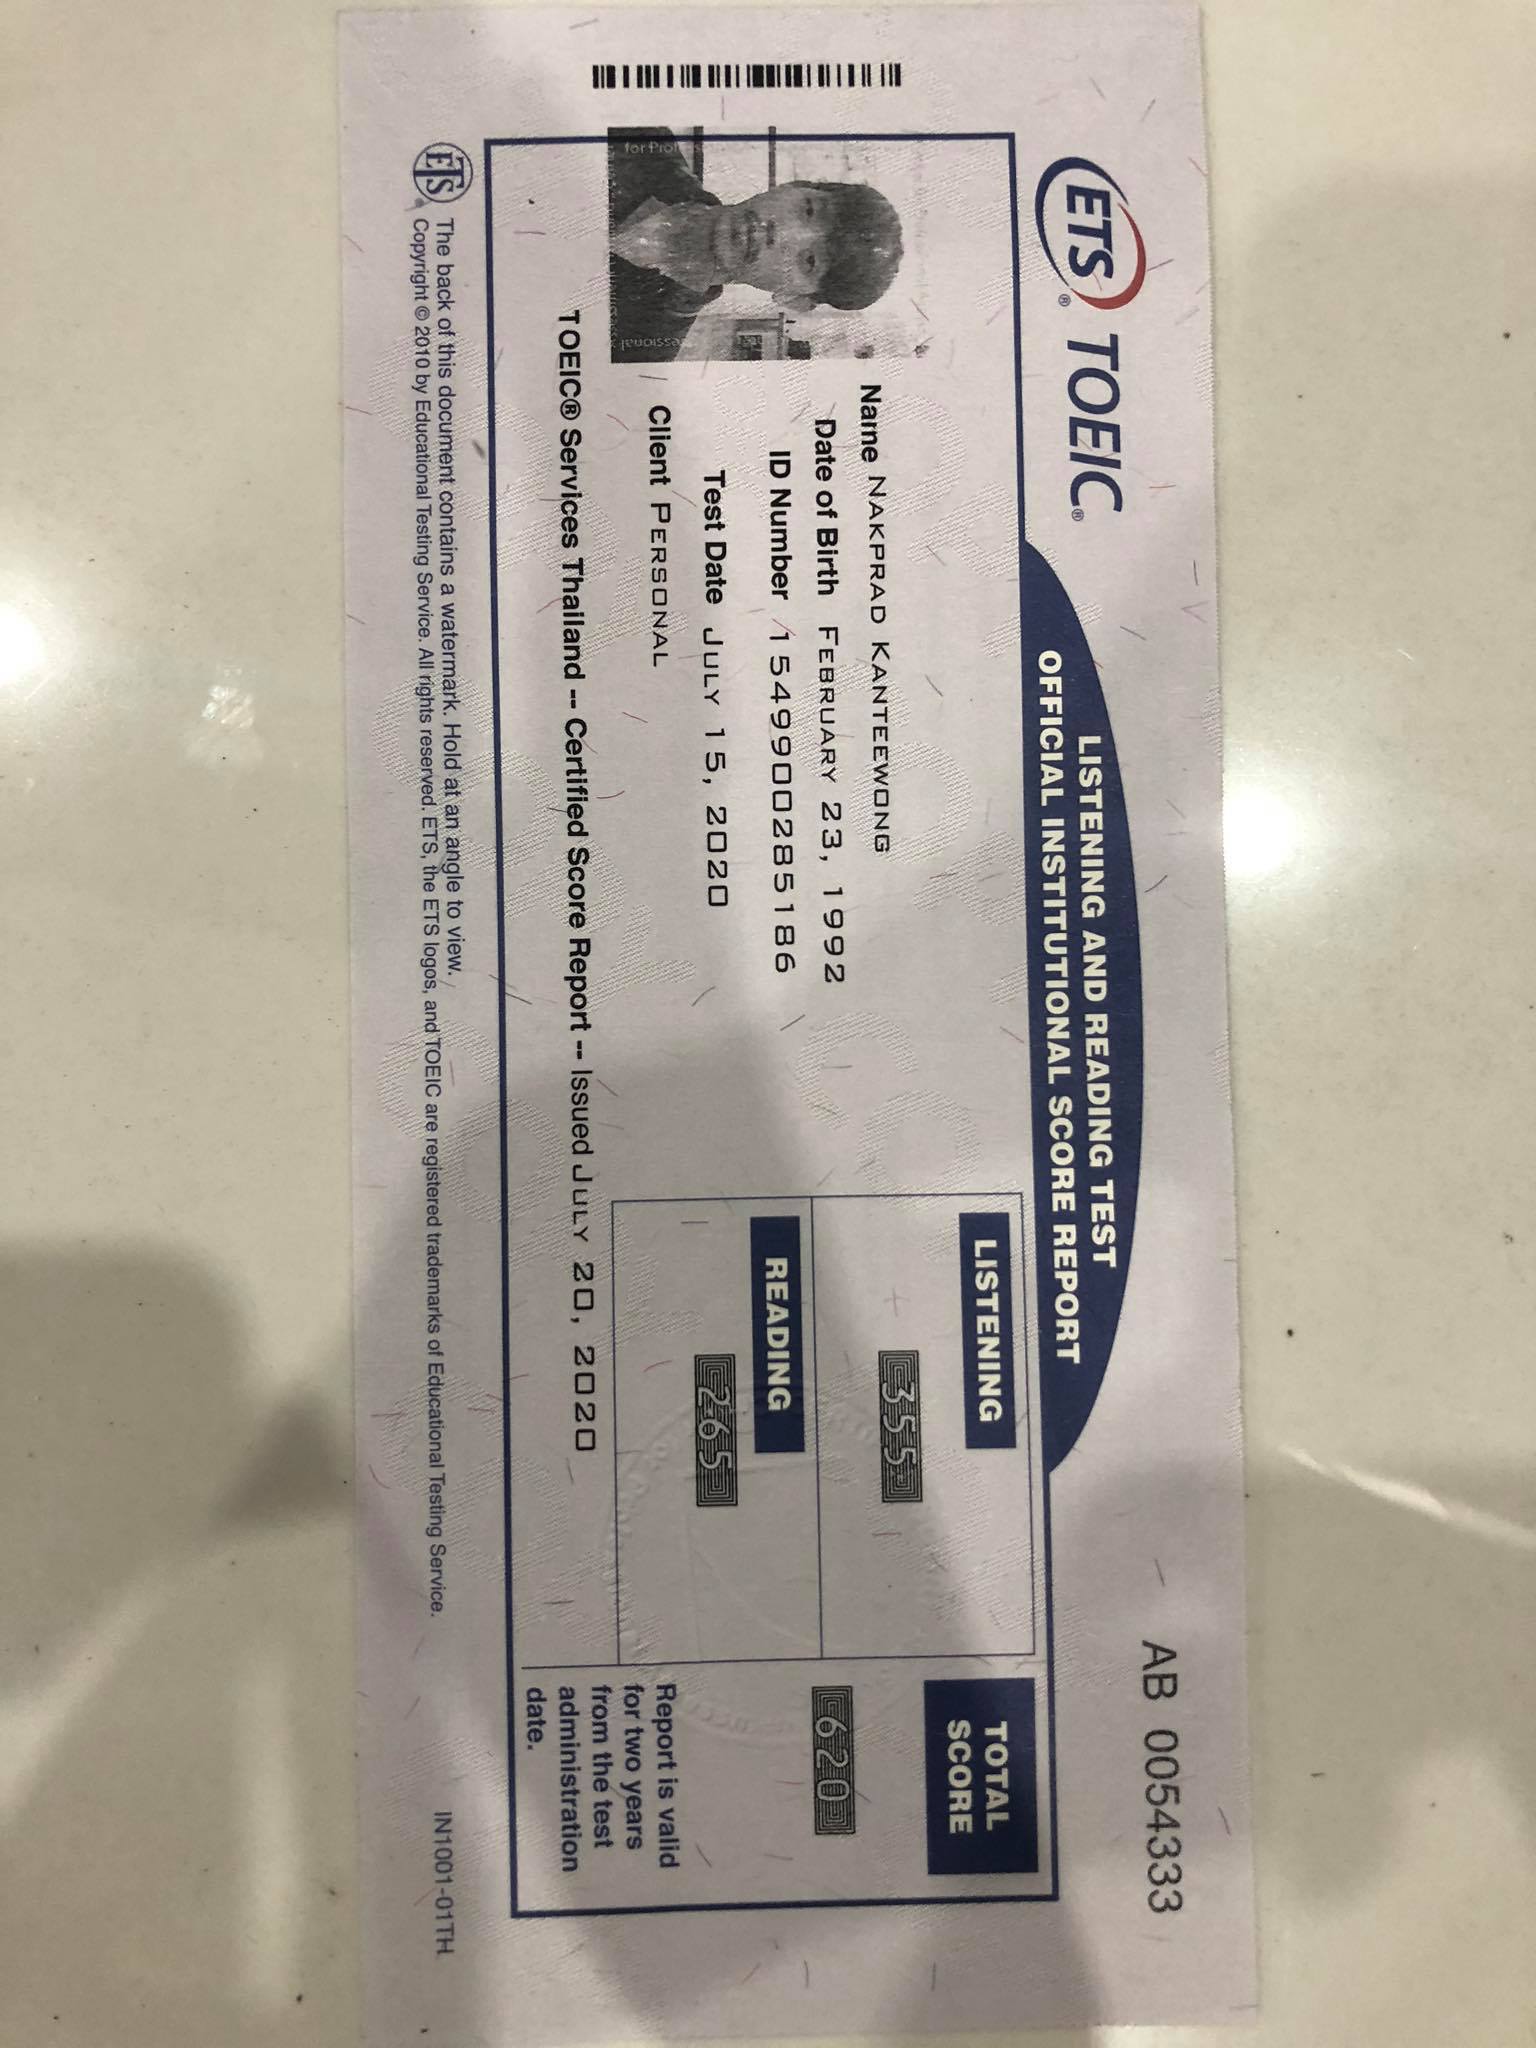 ETS® TOEIC®
LISTENING AND READING TEST
OFFICIAL INSTITUTIONAL SCORE REPORT
AB 0054333
Name NAKPRAD KANTEEWONG
Date of Birth FEBRUARY 23, 1992
ID Number 1549900285186
Test Date JULY 15, 2020
Client PERSONAL
TOEIC® Services Thailand -- Certified Score Report -- Issued JULY 20, 2020
LISTENING
355
READING
265
TOTAL
SCORE
620
Report is valid
for two years
from the test
administration
date.
ETS® The back of this document contains a watermark. Hold at an angle to view.
Copyright © 2010 by Educational Testing Service. All rights reserved. ETS, the ETS logos, and TOEIC are registered trademarks of Educational Testing Service.
IN1001-01TH